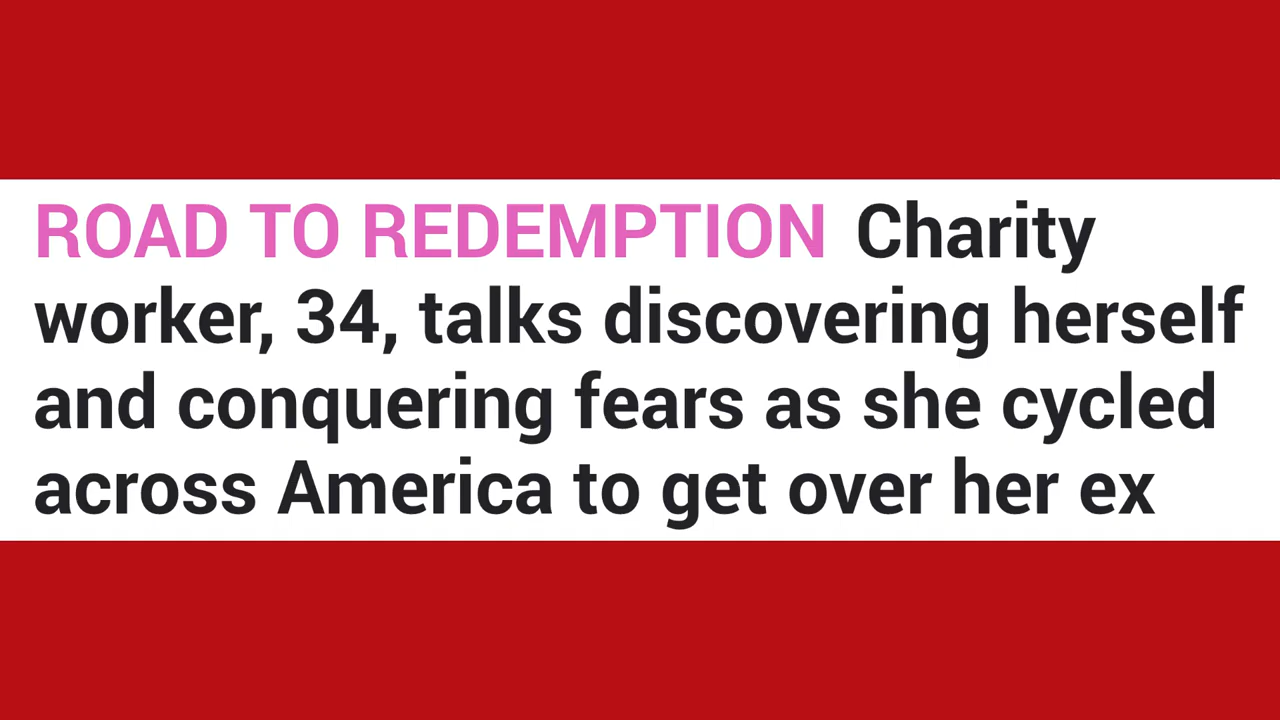 ROAD TO REDEMPTION Charity
worker, 34, talks discovering herself
and conquering fears as she cycled
across America to get over her ex